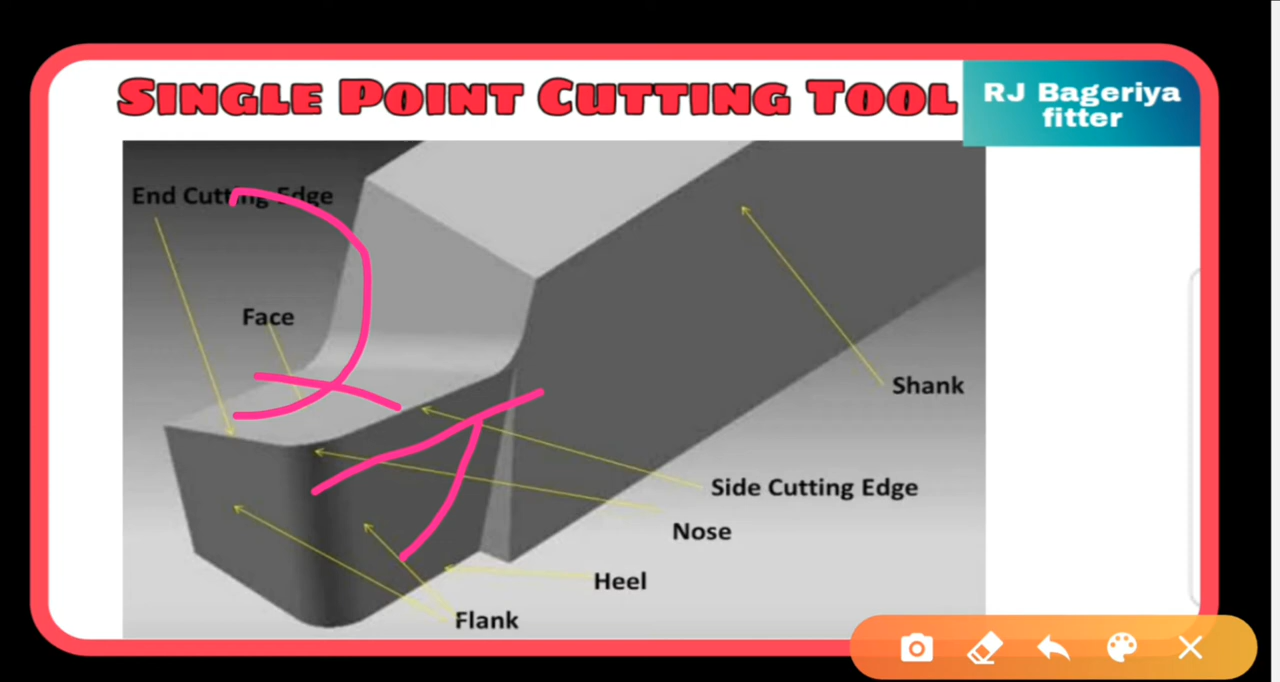 SINGLE POINT CUTTING TOOL
RJ Bageriya
fitter
End Cutting Edge
Face
Shank
Side Cutting Edge
Nose
Heel
Flank